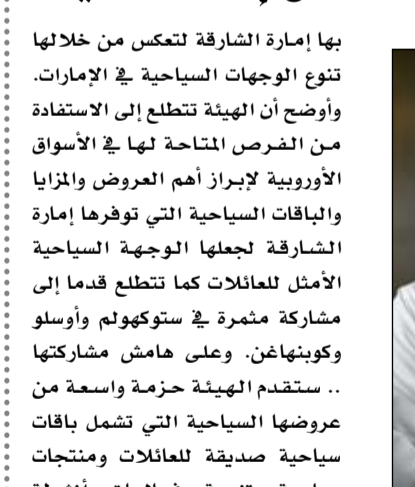 بها إمارة الشارقة لتعكس من خلالها
تنوع الوجهات السياحية في الإمارات.
وأوضح أن الهيئة تتطلع إلى الاستفادة
من الفرص المتاحة لها في الأسواق
الأوروبية لإبراز أهم العروض والمزايا
والباقات السياحية التي توفرها إمارة
الشارقة لجعلها الوجهة السياحية
الأمثل للعائلات كما تتطلع قدما إلى
مشاركة مثمرة في ستوكهولم وأوسلو
وكوبنهاغن. وعلى هامش مشاركتها
.. ستقدم الهيئة حزمة واسعة من
عروضها السياحية التي تشمل باقات
سياحية صديقة للعائلات ومنتجات